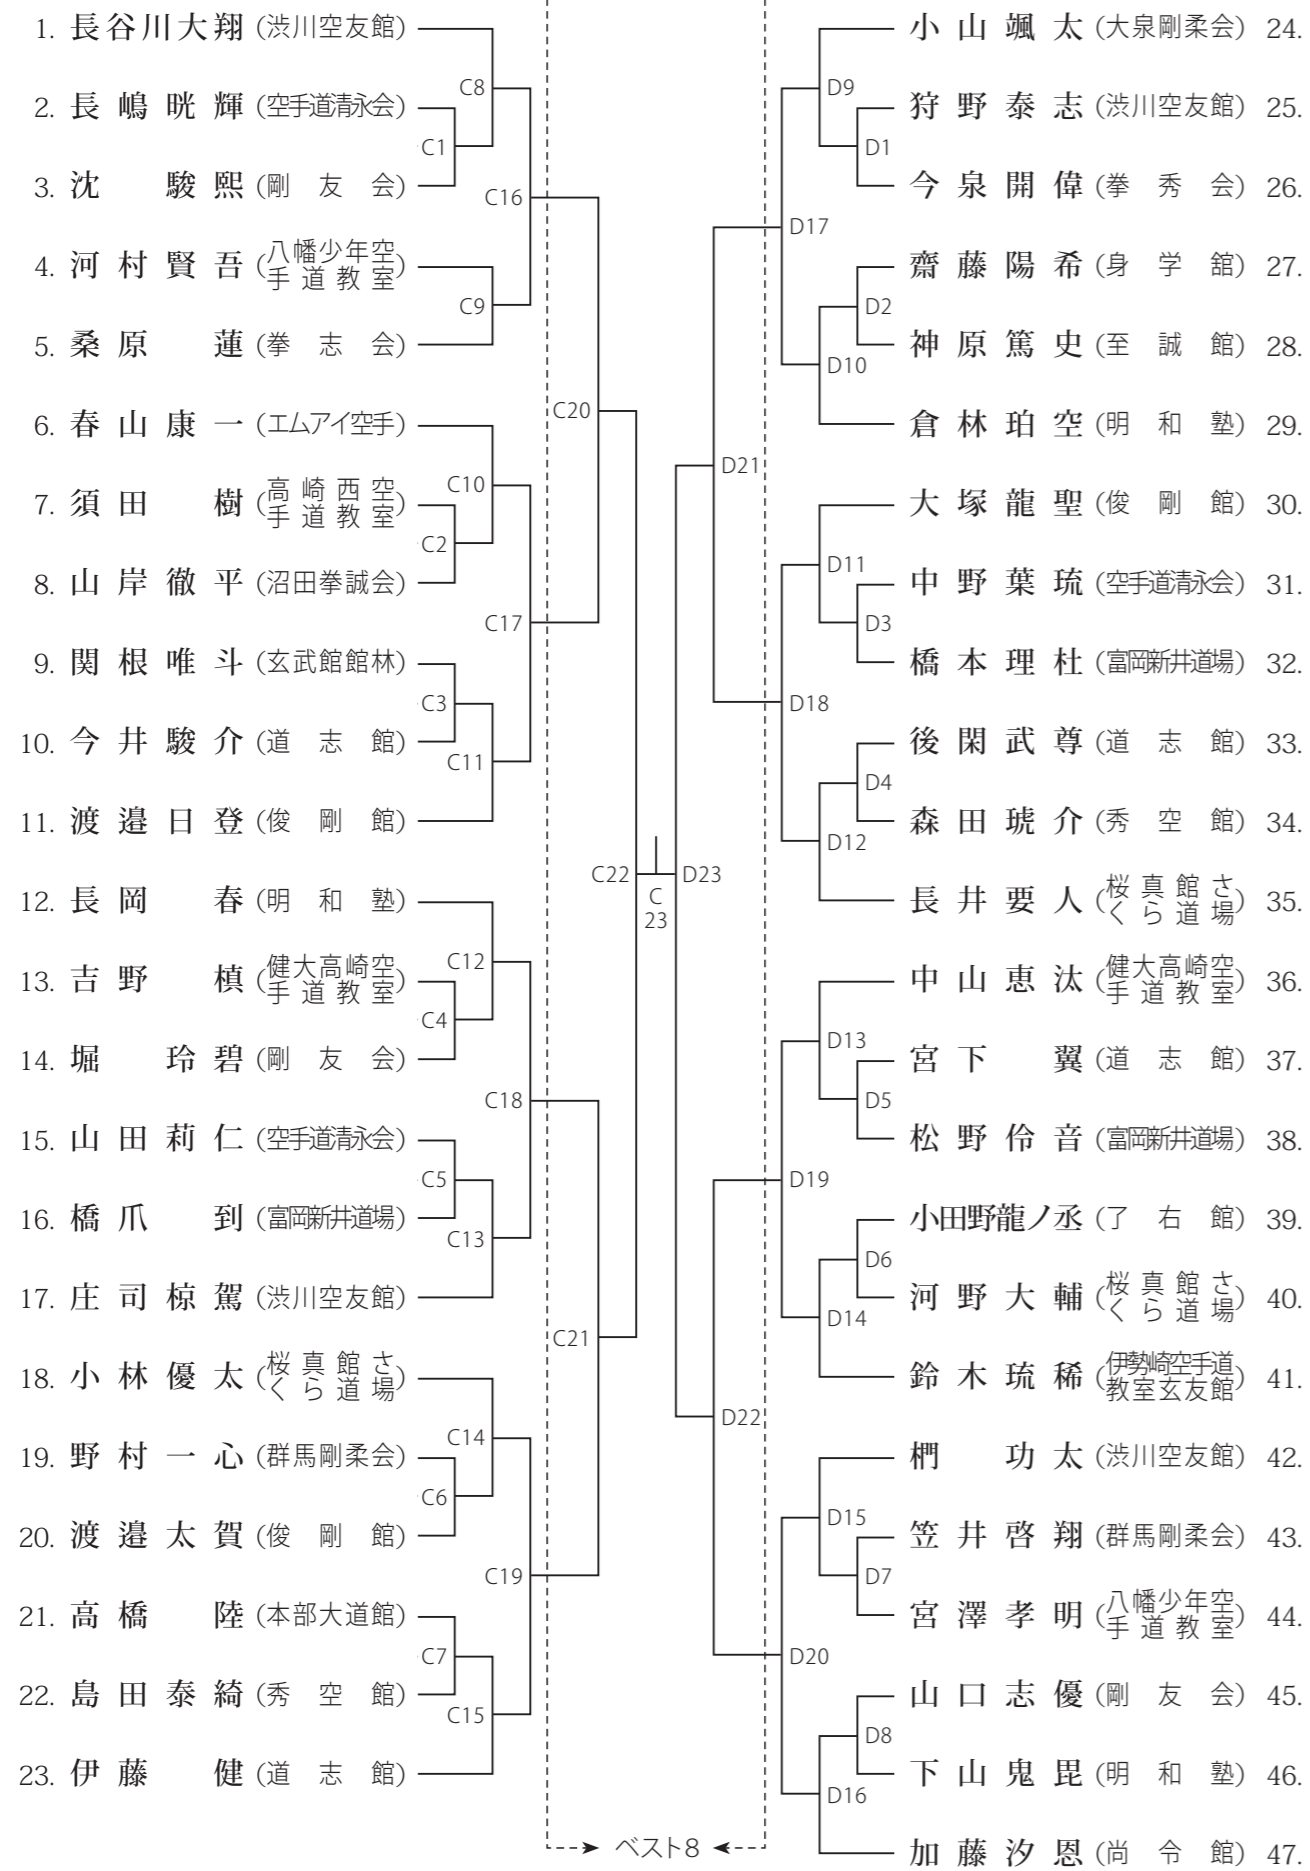 1. 長谷川大翔 (渋川空友館)
2. 長嶋晄輝 (空手道清永会)
3. 沈駿熙 (剛友会)
4. 河村賢吾 (八幡少年空手道教室)
5. 桑原蓮 (拳志会)
6. 春山康一 (エムアイ空手)
7. 須田樹 (高崎西空手道教室)
8. 山岸徹平 (沼田拳誠会)
9. 関根唯斗 (玄武館館林)
10. 今井駿介 (道志館)
11. 渡邉日登 (俊剛館)
12. 長岡春 (明和塾)
13. 吉野槙 (健大高崎空手道教室)
14. 堀玲碧 (剛友会)
15. 山田莉仁 (空手道清永会)
16. 橋爪到 (富岡新井道場)
17. 庄司椋駕 (渋川空友館)
18. 小林優太 (桜真館さくら道場)
19. 野村一心 (群馬剛柔会)
20. 渡邉太賀 (俊剛館)
21. 高橋陸 (本部大道館)
22. 島田泰綺 (秀空館)
23. 伊藤健 (道志館)
C1
C2
C3
C4
C5
C6
C7
C8
C9
C10
C11
C12
C13
C14
C15
C16
C17
C18
C19
C20
C21
C22
C
23
D23
ベスト8
D21
D22
D17
D18
D19
D20
D9
D10
D11
D12
D13
D14
D15
D16
D1
D2
D3
D4
D5
D6
D7
D8
小山颯太 (大泉剛柔会) 24.
狩野泰志 (渋川空友館) 25.
今泉開偉 (拳秀会) 26.
齋藤陽希 (身学舘) 27.
神原篤史 (至誠館) 28.
倉林珀空 (明和塾) 29.
大塚龍聖 (俊剛館) 30.
中野葉琉 (空手道清永会) 31.
橋本理杜 (富岡新井道場) 32.
後閑武尊 (道志館) 33.
森田琥介 (秀空館) 34.
長井要人 (桜真館さくら道場) 35.
中山恵汰 (健大高崎空手道教室) 36.
宮下翼 (道志館) 37.
松野伶音 (富岡新井道場) 38.
小田野龍ノ丞 (了右館) 39.
河野大輔 (桜真館さくら道場) 40.
鈴木琉稀 (伊勢崎空手道教室玄友館) 41.
椚功太 (渋川空友館) 42.
笠井啓翔 (群馬剛柔会) 43.
宮澤孝明 (八幡少年空手道教室) 44.
山口志優 (剛友会) 45.
下山鬼毘 (明和塾) 46.
加藤汐恩 (尚令館) 47.